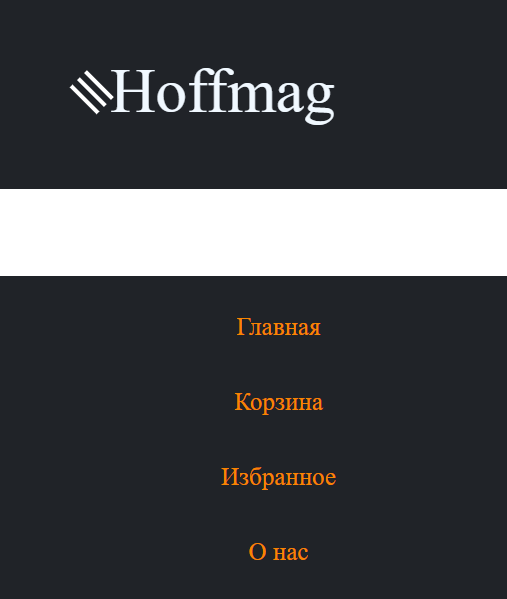 Hoffmag
Главная
Корзина
Избранное
О нас